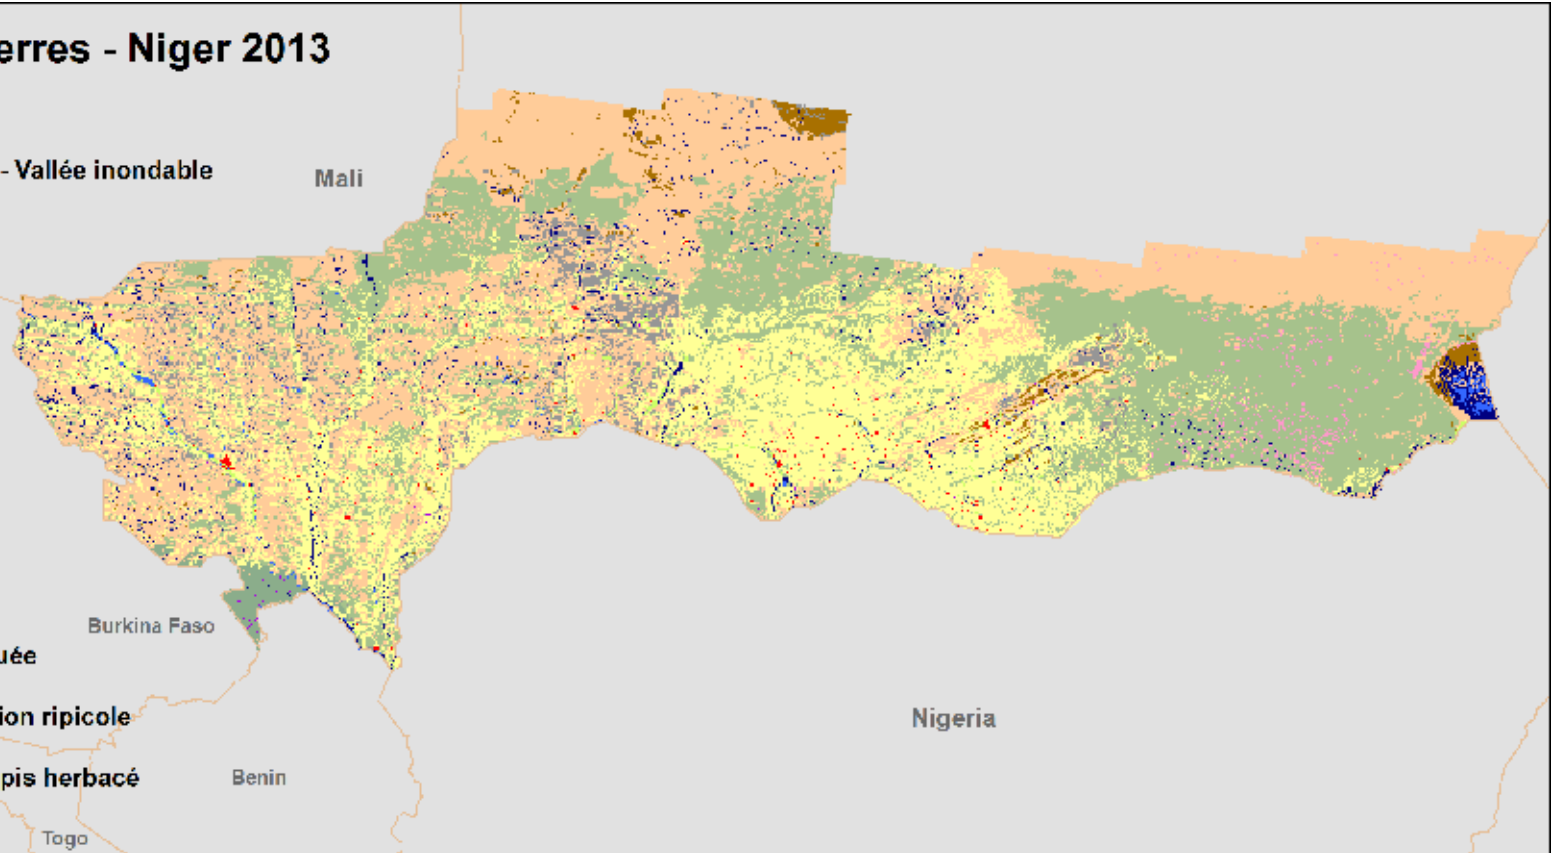 erres - Niger 2013
- Vallée inondable
Mali
Burkina Faso
uée
ion ripicole
Nigeria
pis herbacé
Benin
Togo